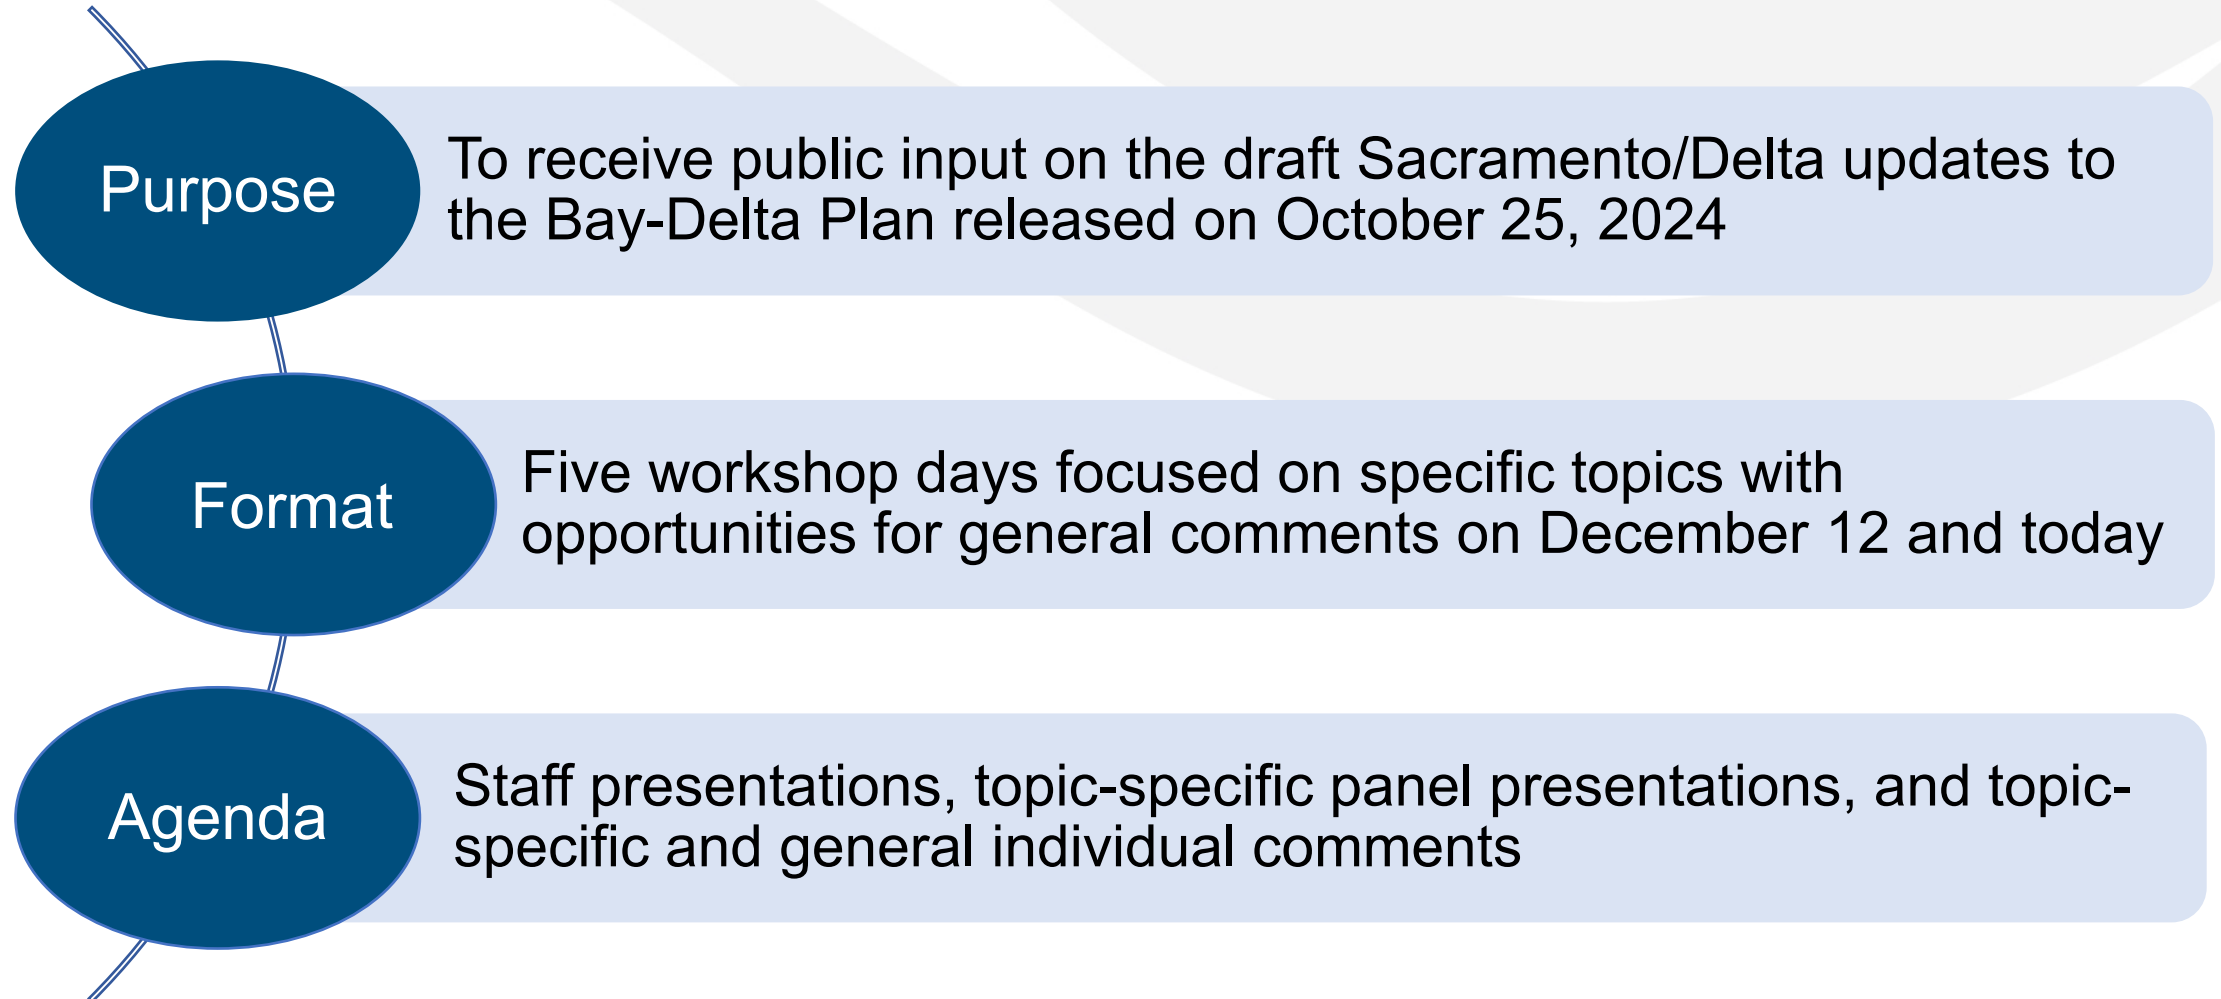 Purpose
To receive public input on the draft Sacramento/Delta updates to
the Bay-Delta Plan released on October 25, 2024
Format
Five workshop days focused on specific topics with
opportunities for general comments on December 12 and today
Agenda
Staff presentations, topic-specific panel presentations, and topic-
specific and general individual comments